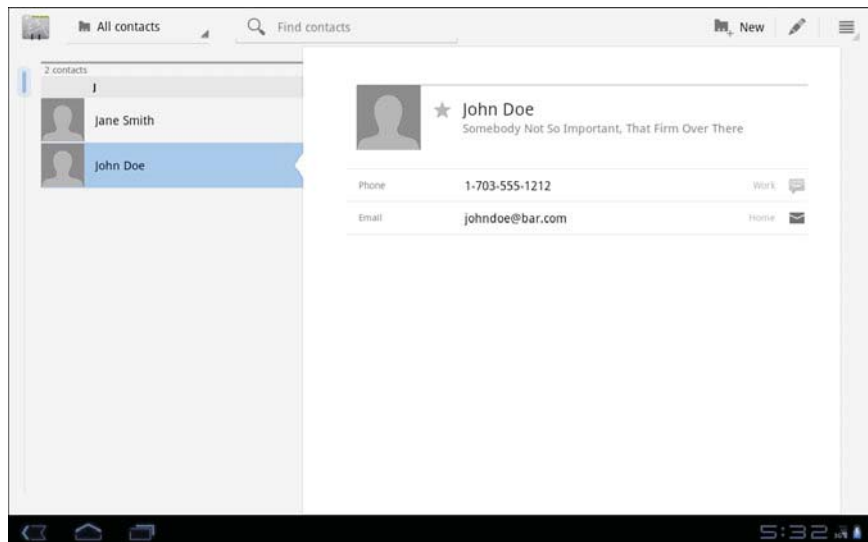 All contacts
Find contacts
New
2 contacts
J
Jane Smith
John Doe
John Doe
Somebody Not So Important, That Firm Over There
Phone 1-703-555-1212 Work
Email johndoe@bar.com Home
5:32